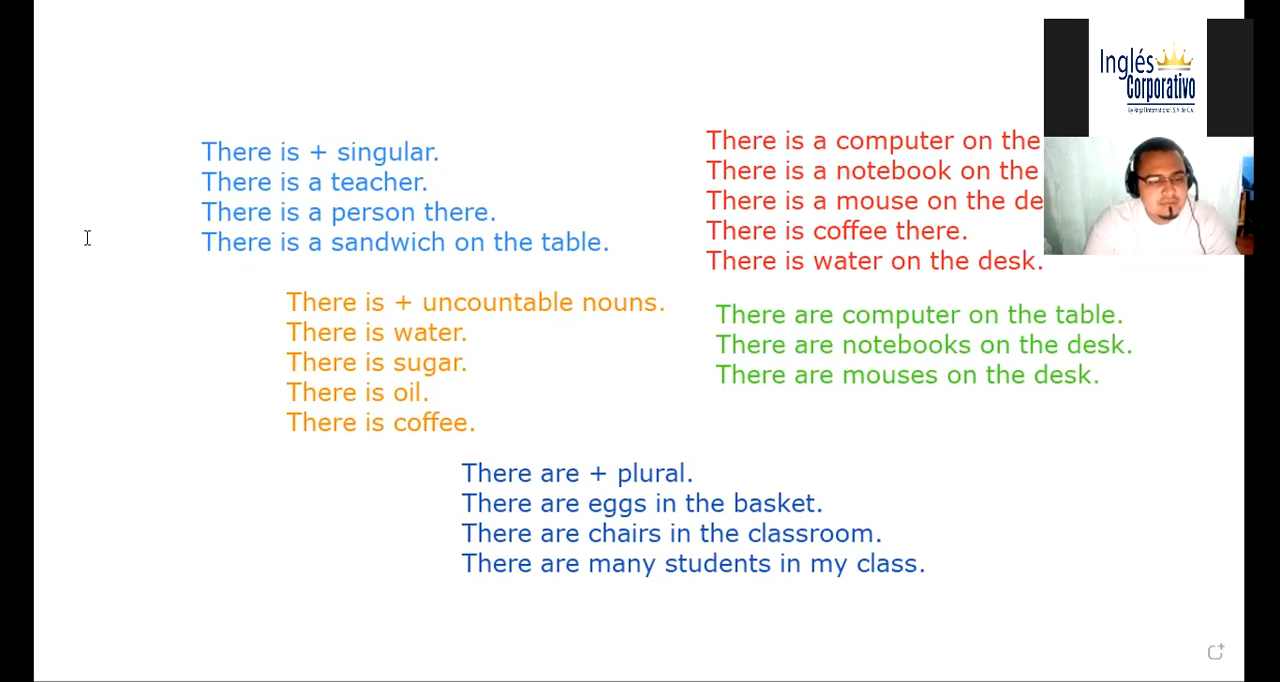 There is + singular.
There is a teacher.
There is a person there.
There is a sandwich on the table.
There is + uncountable nouns.
There is water.
There is sugar.
There is oil.
There is coffee.
There is a computer on the
There is a notebook on the
There is a mouse on the de
There is coffee there.
There is water on the desk.
There are computer on the table.
There are notebooks on the desk.
There are mouses on the desk.
There are + plural.
There are eggs in the basket.
There are chairs in the classroom.
There are many students in my class.
Inglés
Corporativo
By Regal International, S.A. de C.V.